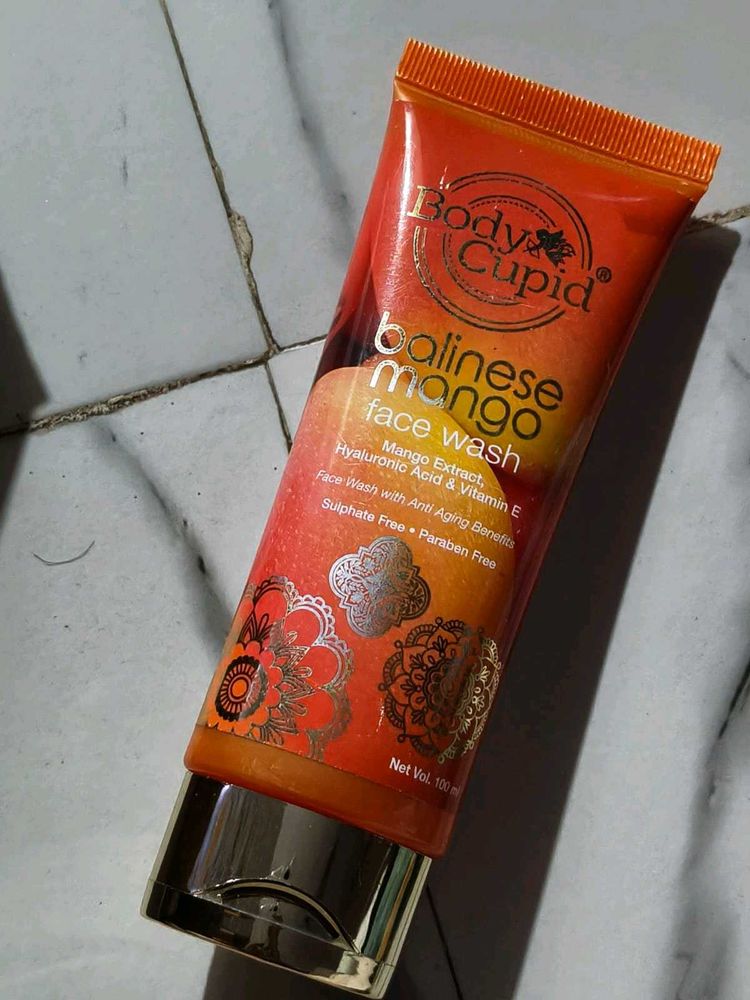 Body
Cupid®
balinese
mango
face wash
Mango Extract,
Hyaluronic Acid & Vitamin E
Face Wash with Anti Aging Benefits
Sulphate Free • Paraben Free
Net Vol. 100 ml